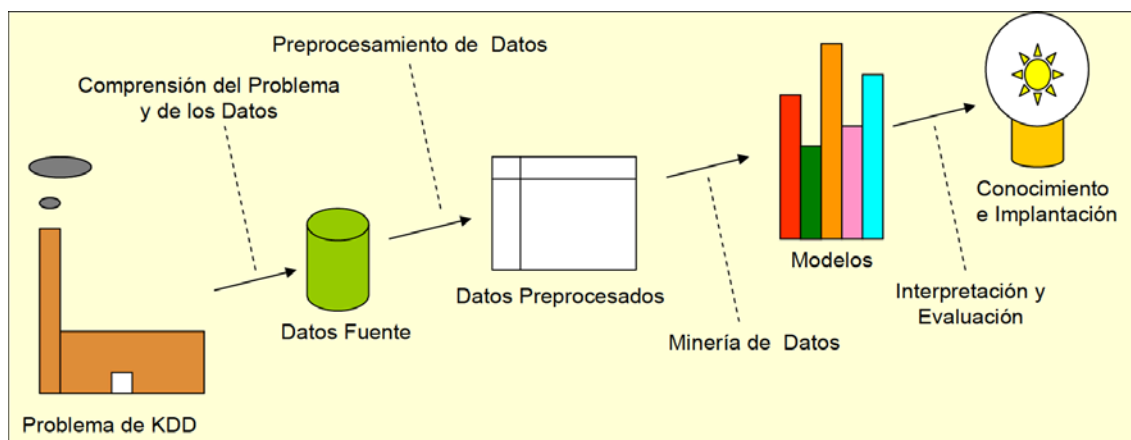 Preprocesamiento de Datos
Comprensión del Problema
y de los Datos
Problema de KDD
Datos Fuente
Datos Preprocesados
Minería de Datos
Modelos
Interpretación y
Evaluación
Conocimiento
e Implantación